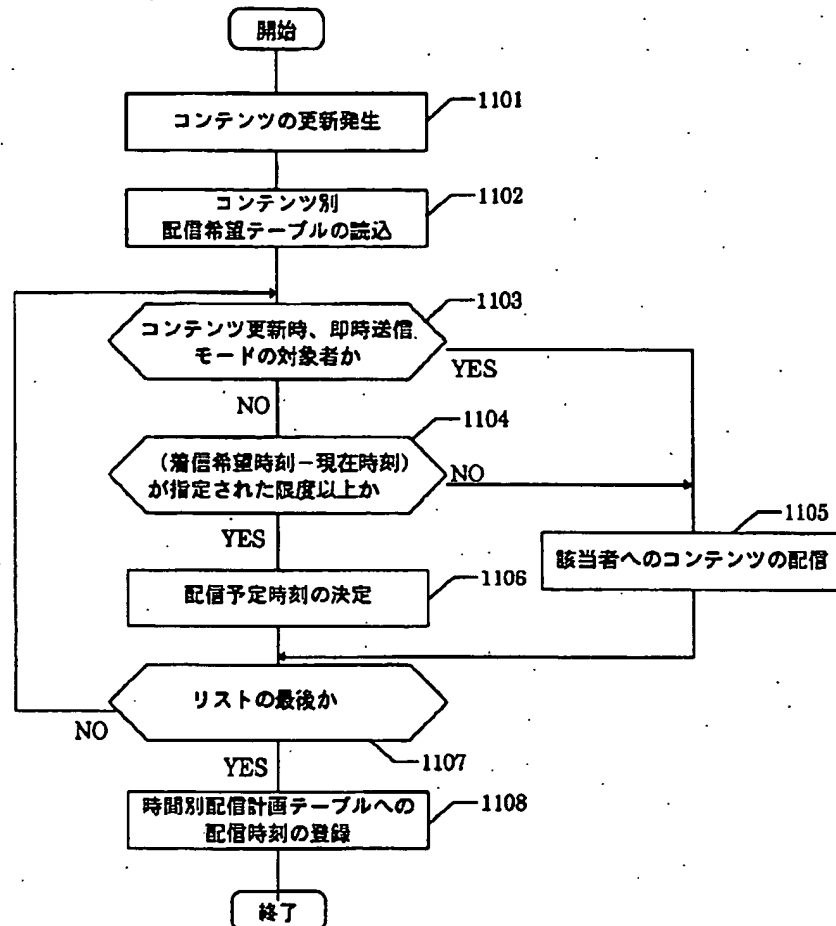 開始
コンテンツの更新発生
1101
コンテンツ別
配信希望テーブルの読込
1102
コンテンツ更新時、即時送信
モードの対象者か
1103
YES
NO
(着信希望時刻－現在時刻)
が指定された限度以上か
1104
NO
YES
該当者へのコンテンツの配信
1105
配信予定時刻の決定
1106
リストの最後か
NO
1107
YES
時間別配信計画テーブルへの
配信時刻の登録
1108
終了